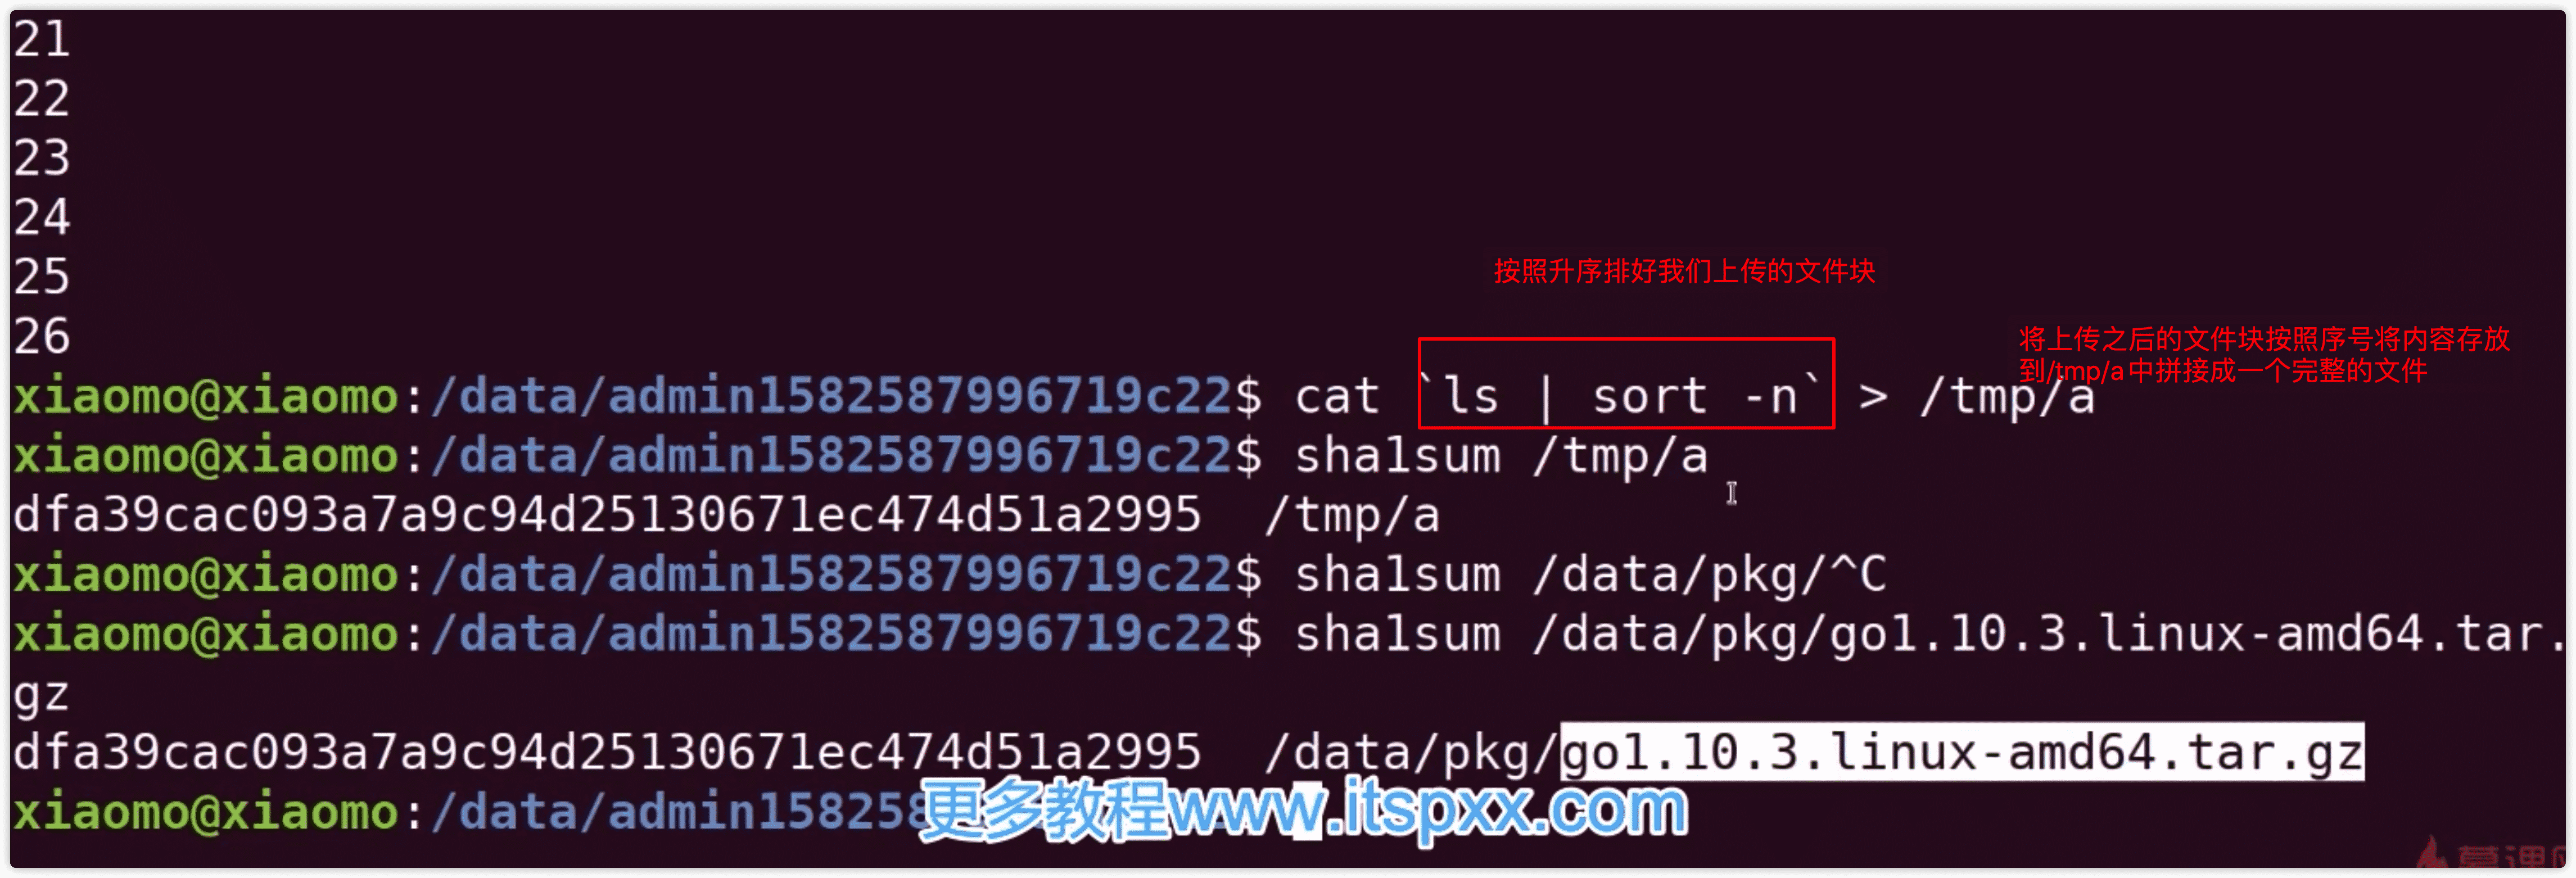 21
22
23
24
25
按照升序排好我们上传的文件块
26
将上传之后的文件块按照序号将内容存放
到/tmp/a中拼接成一个完整的文件
xiaomo@xiaomo:/data/admin1582587996719c22$ cat `ls | sort -n` > /tmp/a
xiaomo@xiaomo:/data/admin1582587996719c22$ sha1sum /tmp/a
dfa39cac093a7a9c94d25130671ec474d51a2995  /tmp/a
xiaomo@xiaomo:/data/admin1582587996719c22$ sha1sum /data/pkg/^C
xiaomo@xiaomo:/data/admin1582587996719c22$ sha1sum /data/pkg/go1.10.3.linux-amd64.tar.
gz
dfa39cac093a7a9c94d25130671ec474d51a2995  /data/pkg/go1.10.3.linux-amd64.tar.gz
xiaomo@xiaomo:/data/admin158258
更多教程www.itspxx.com
慕课网